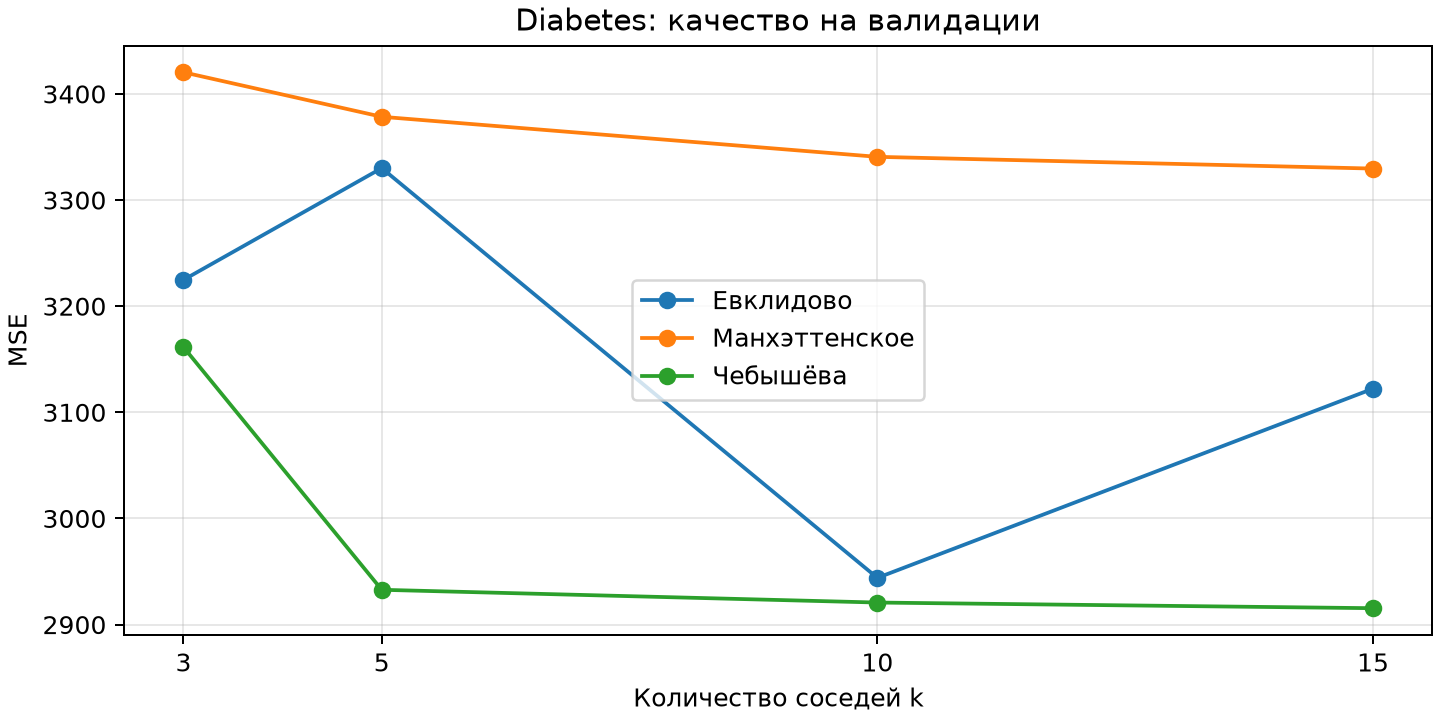 Diabetes: качество на валидации
MSE
3400
3300
3200
3100
3000
2900
Евклидово
Манхэттенское
Чебышёва
3 5 10 15
Количество соседей k